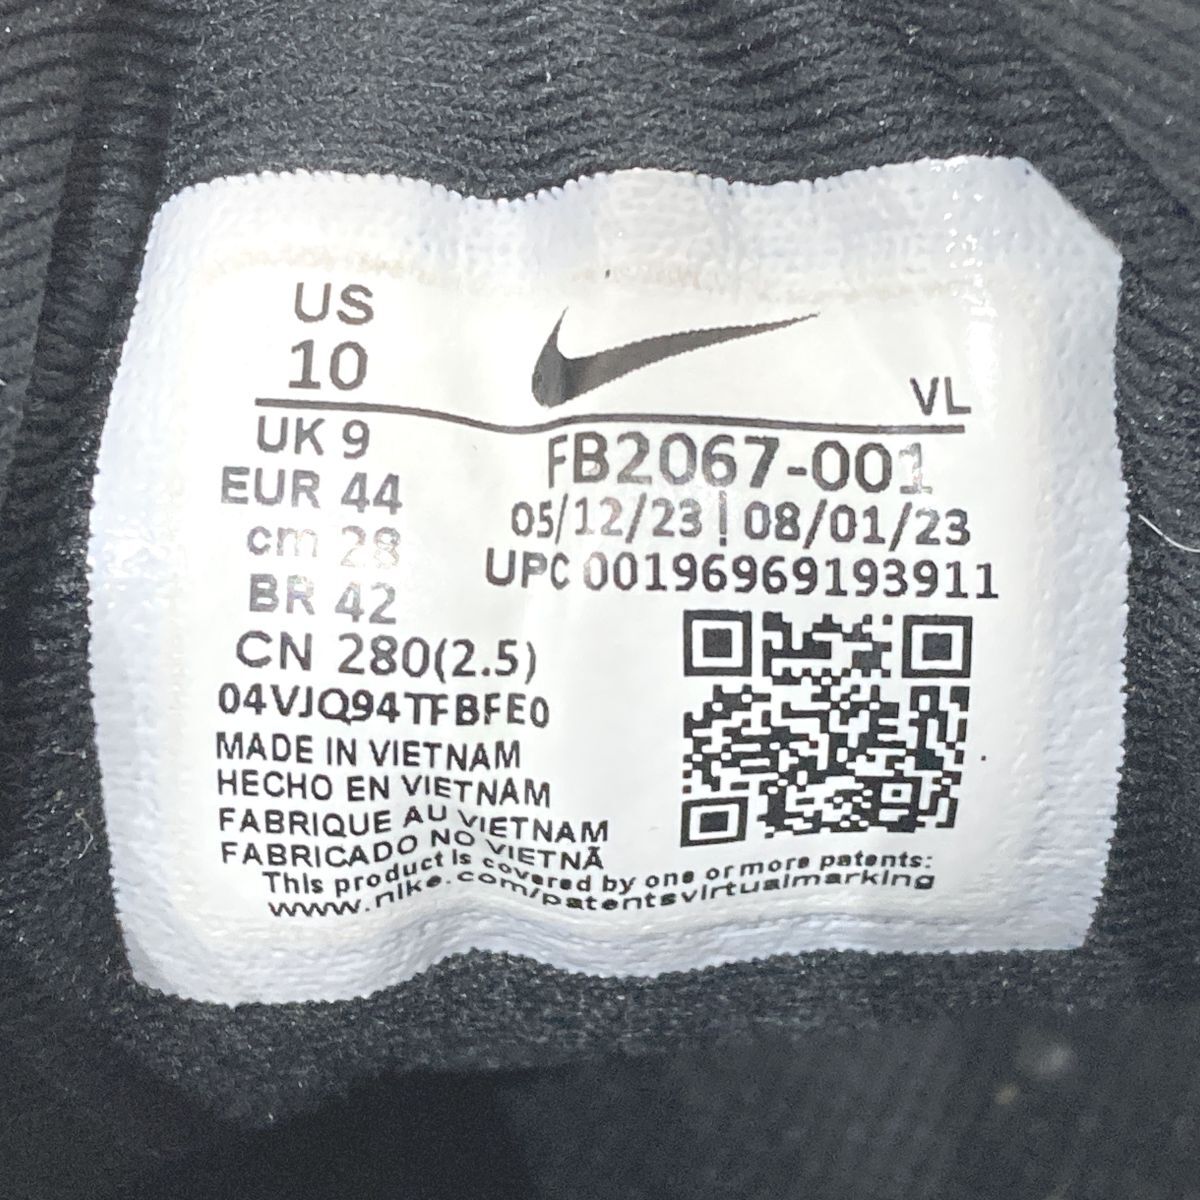 US
10
VL
UK 9
EUR 44
cm 28
BR 42
CN 280(2.5)
04VJQ94TFBFE0
FB2067-001
05/12/23 | 08/01/23
UPC 00196969193911
MADE IN VIETNAM
HECHO EN VIETNAM
FABRIQUE AU VIETNAM
FABRICADO NO VIETNÃ
This product is covered by one or more patents:
www.nike.com/patentsvirtualmarking